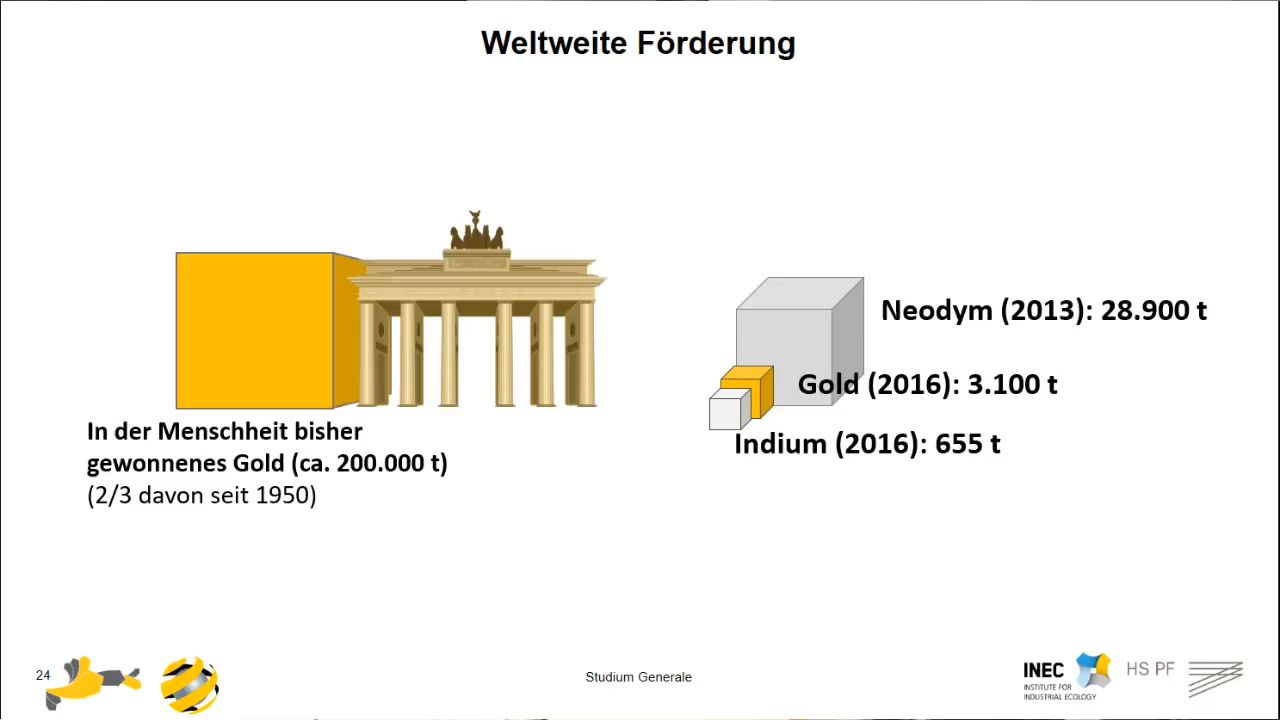 Weltweite Förderung
In der Menschheit bisher
gewonnenes Gold (ca. 200.000 t)
(2/3 davon seit 1950)
Neodym (2013): 28.900 t
Gold (2016): 3.100 t
Indium (2016): 655 t
24
Studium Generale
INEC
INSTITUTE FOR
INDUSTRIAL ECOLOGY
HS PF